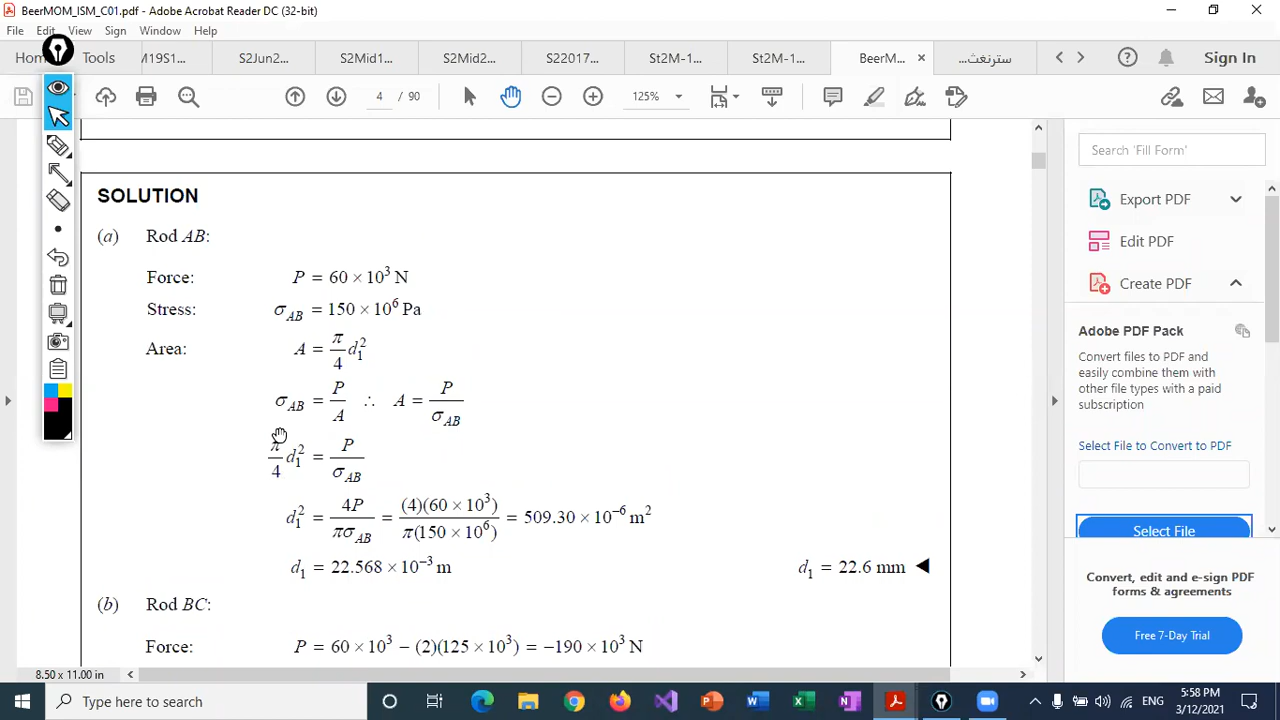 BeerMOM_ISM_C01.pdf - Adobe Acrobat Reader DC (32-bit)
File Edit View Sign Window Help
Tools
M19S1... S2Jun2... S2Mid1... S2Mid2... S22017... St2M-1... St2M-1... BeerM... سترنغث...
Sign In
4 / 90
125%
Search 'Fill Form'
SOLUTION
Export PDF
(a) Rod AB:
Edit PDF
Force: P = 60 × 10³ N
Create PDF
Stress: σ_AB = 150 × 10⁶ Pa
Adobe PDF Pack
Area: A = π/4 d₁²
Convert files to PDF and
easily combine them with
other file types with a paid
subscription
σ_AB = P/A ∴ A = P/σ_AB
Select File to Convert to PDF
π/4 d₁² = P/σ_AB
d₁² = 4P/πσ_AB = (4)(60 × 10³)/π(150 × 10⁶) = 509.30 × 10⁻⁶ m²
Select File
d₁ = 22.568 × 10⁻³ m d₁ = 22.6 mm ◄
Convert, edit and e-sign PDF
forms & agreements
(b) Rod BC:
Free 7-Day Trial
Force: P = 60 × 10³ − (2)(125 × 10³) = −190 × 10³ N
8.50 x 11.00 in
Type here to search
ENG
5:58 PM
3/12/2021